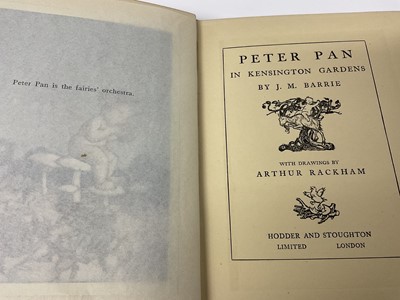 Peter Pan is the fairies' orchestra.
PETER PAN
IN KENSINGTON GARDENS
BY J. M. BARRIE
WITH DRAWINGS BY
ARTHUR RACKHAM
HODDER AND STOUGHTON
LIMITED LONDON